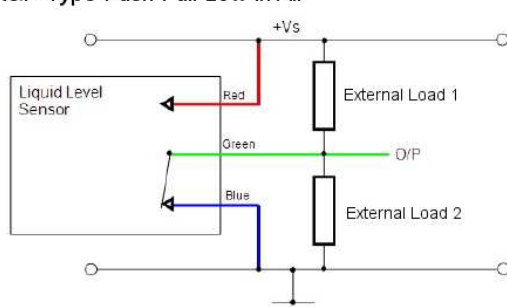 +Vs
Liquid Level
Sensor
Red
External Load 1
Green
O/P
Blue
External Load 2